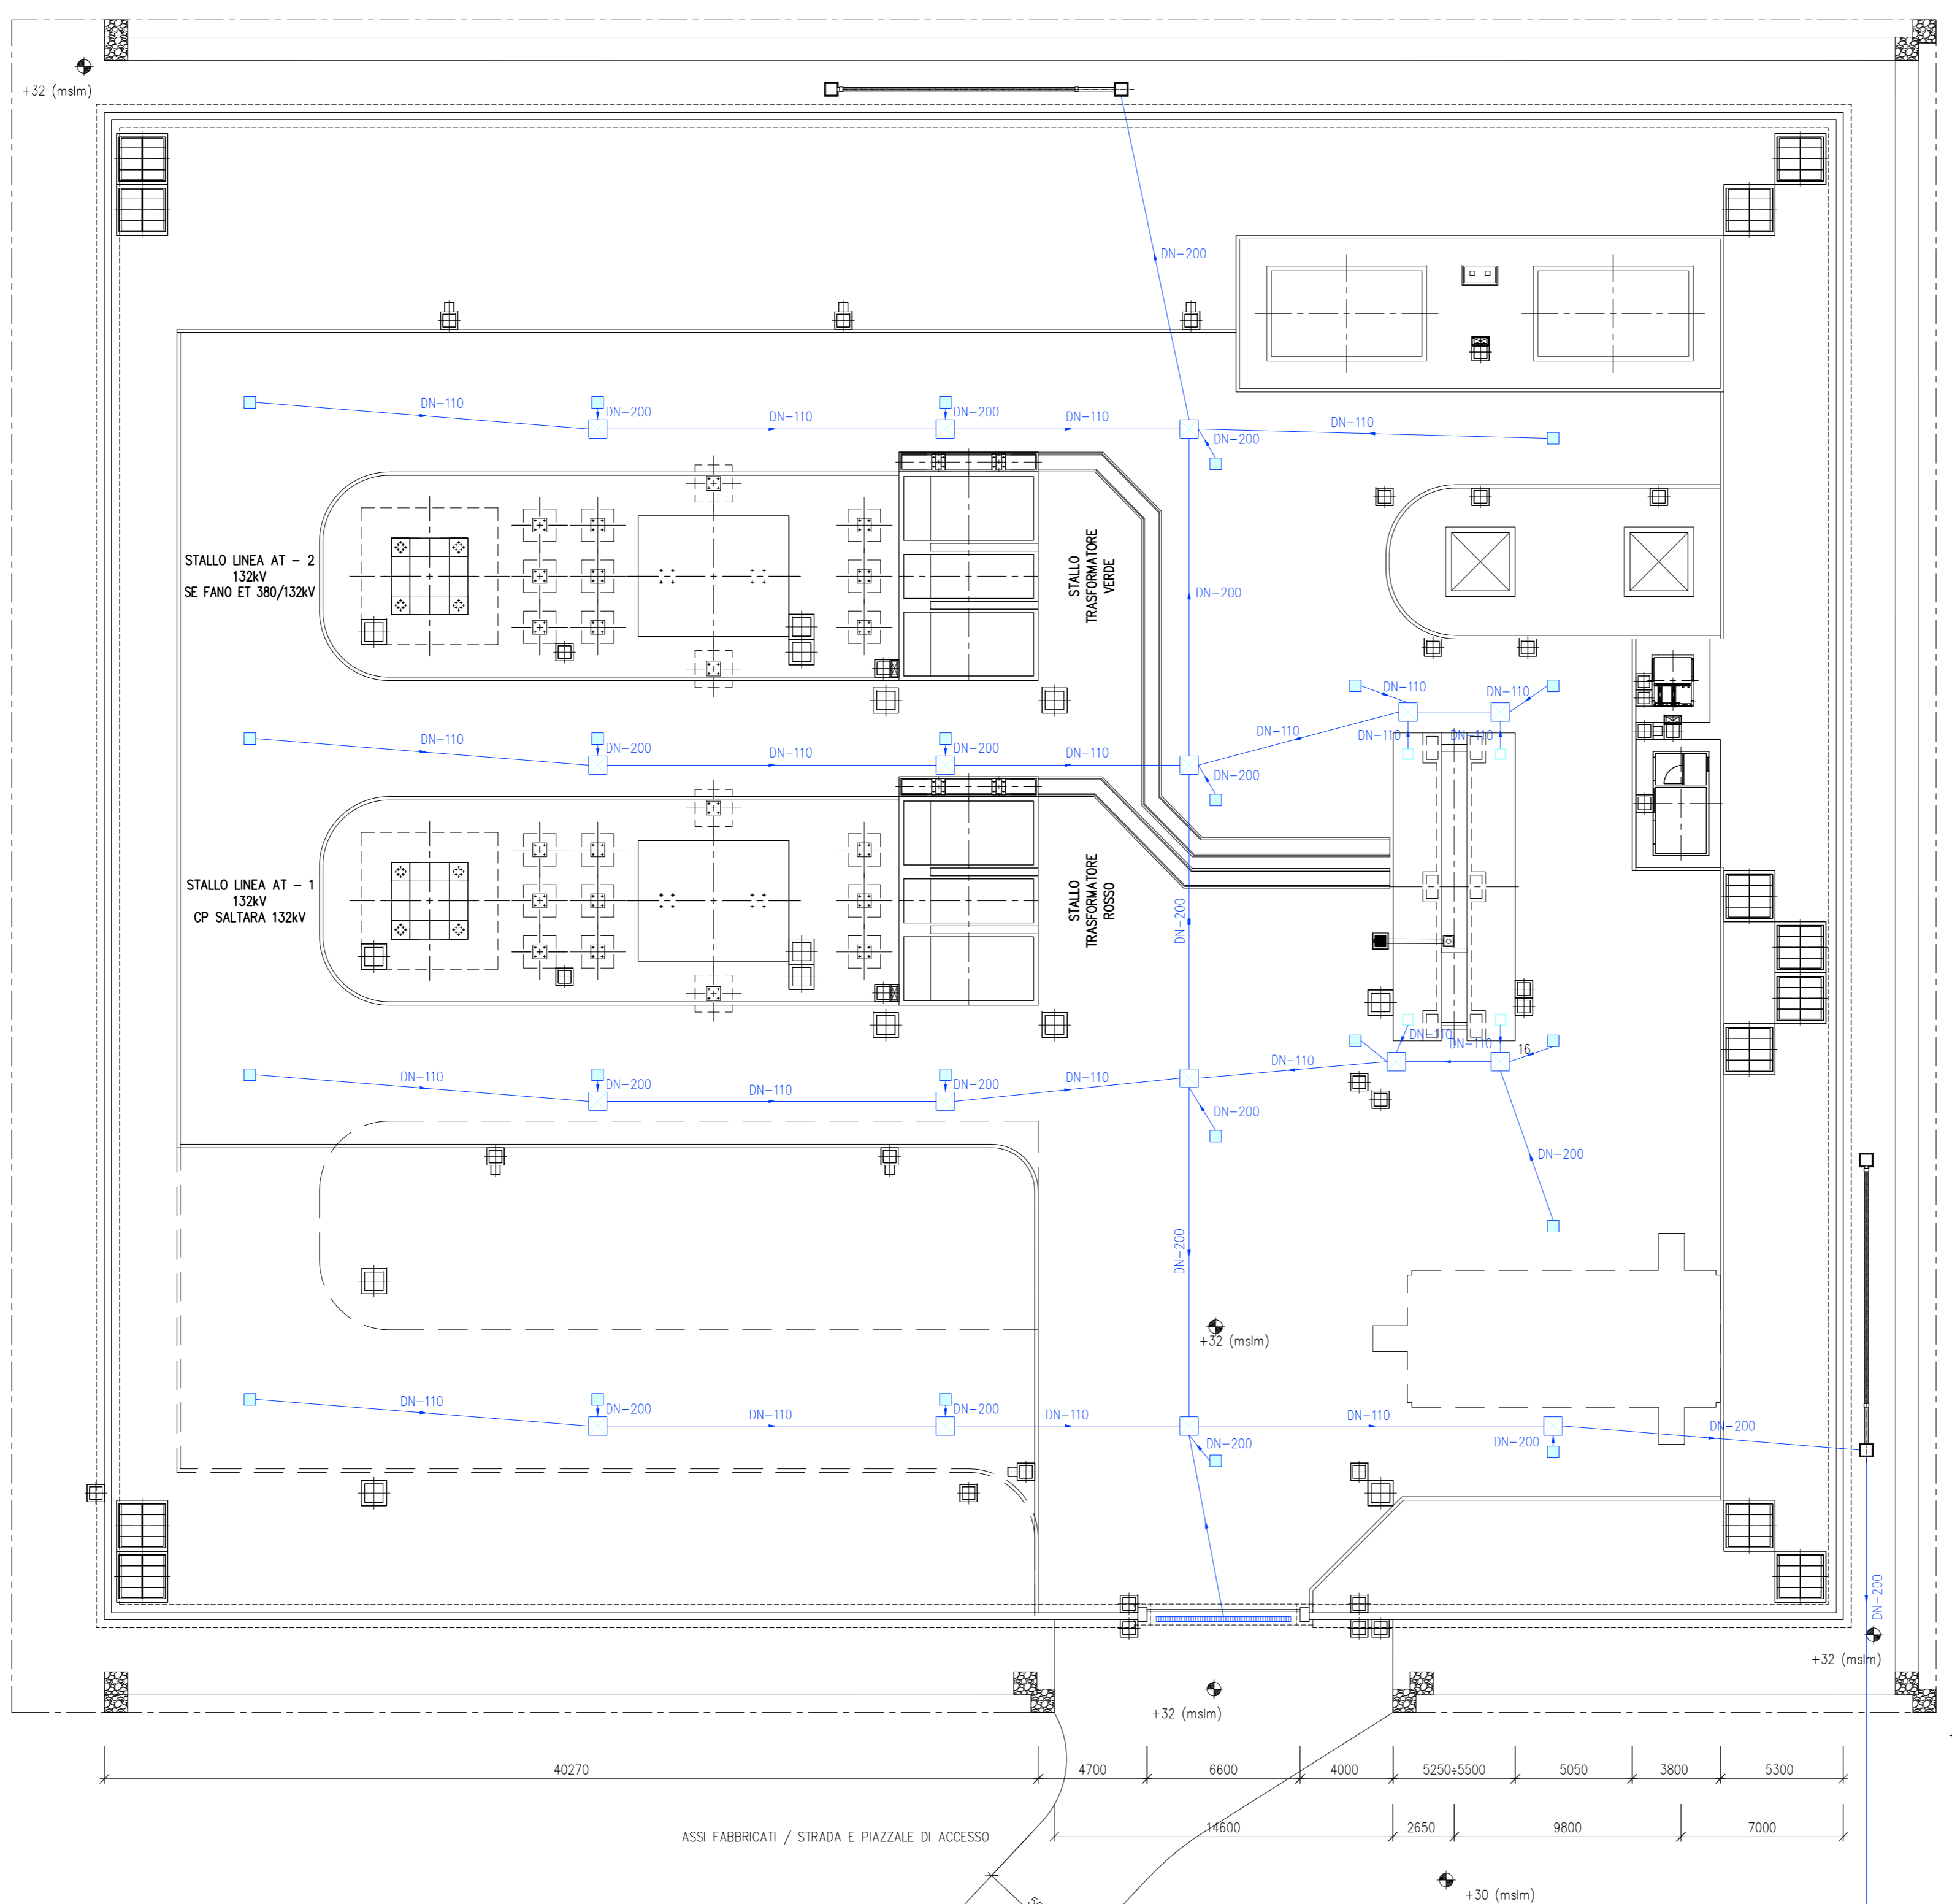 +32 (mslm)
DN-200
DN-110
DN-200
DN-110
DN-200
DN-110
DN-200
DN-110
STALLO LINEA AT - 2
132kV
SE FANO ET 380/132kV
STALLO
TRASFORMATORE
VERDE
DN-200
DN-110
DN-110
DN-110
DN-200
DN-110
DN-200
DN-110
DN-110
DN-110
DN-110
DN-200
STALLO LINEA AT - 1
132kV
CP SALTARA 132kV
STALLO
TRASFORMATORE
ROSSO
DN-200
DN-110
DN-110
16
DN-110
DN-200
DN-110
DN-200
DN-110
DN-110
DN-200
DN-200
DN-200
+32 (mslm)
DN-110
DN-200
DN-110
DN-200
DN-110
DN-110
DN-200
DN-200
DN-200
DN-200
+32 (mslm)
+32 (mslm)
40270
4700
6600
4000
5250÷5500
5050
3800
5300
14600
2650
9800
7000
ASSI FABBRICATI / STRADA E PIAZZALE DI ACCESSO
+30 (mslm)